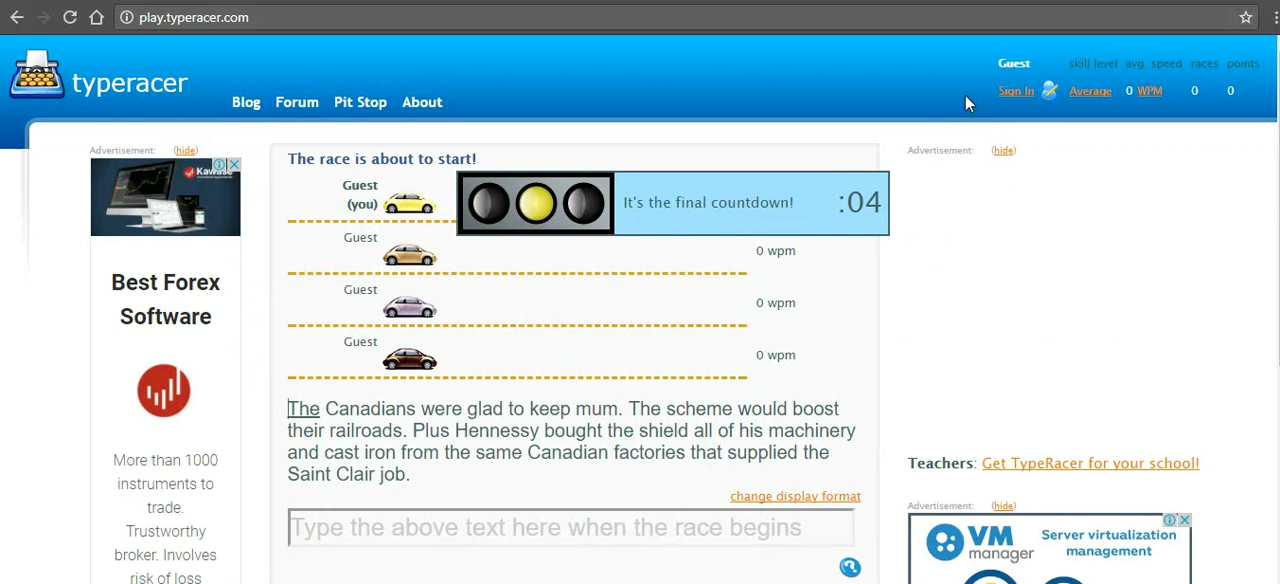 play.typeracer.com
typeracer
Blog Forum Pit Stop About
Guest skill level avg. speed races points
Sign In Average 0 WPM 0 0
Advertisement: (hide)
Kawase
Best Forex
Software
More than 1000
instruments to
trade.
Trustworthy
broker. Involves
risk of loss
The race is about to start!
Guest
(you)
It's the final countdown! :04
Guest
0 wpm
Guest
0 wpm
Guest
0 wpm
The Canadians were glad to keep mum. The scheme would boost
their railroads. Plus Hennessy bought the shield all of his machinery
and cast iron from the same Canadian factories that supplied the
Saint Clair job.
change display format
Type the above text here when the race begins
Advertisement: (hide)
Teachers: Get TypeRacer for your school!
Advertisement: (hide)
VM
manager
Server virtualization
management